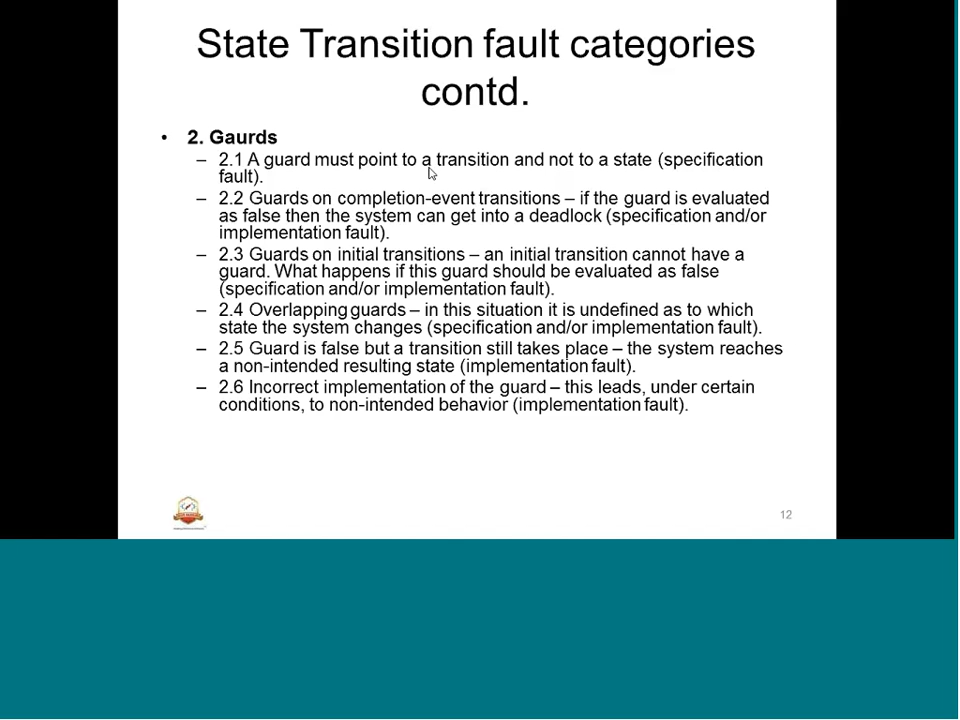 State Transition fault categories
contd.
• 2. Gaurds
– 2.1 A guard must point to a transition and not to a state (specification
fault).
– 2.2 Guards on completion-event transitions – if the guard is evaluated
as false then the system can get into a deadlock (specification and/or
implementation fault).
– 2.3 Guards on initial transitions – an initial transition cannot have a
guard. What happens if this guard should be evaluated as false
(specification and/or implementation fault).
– 2.4 Overlapping guards – in this situation it is undefined as to which
state the system changes (specification and/or implementation fault).
– 2.5 Guard is false but a transition still takes place – the system reaches
a non-intended resulting state (implementation fault).
– 2.6 Incorrect implementation of the guard – this leads, under certain
conditions, to non-intended behavior (implementation fault).
12